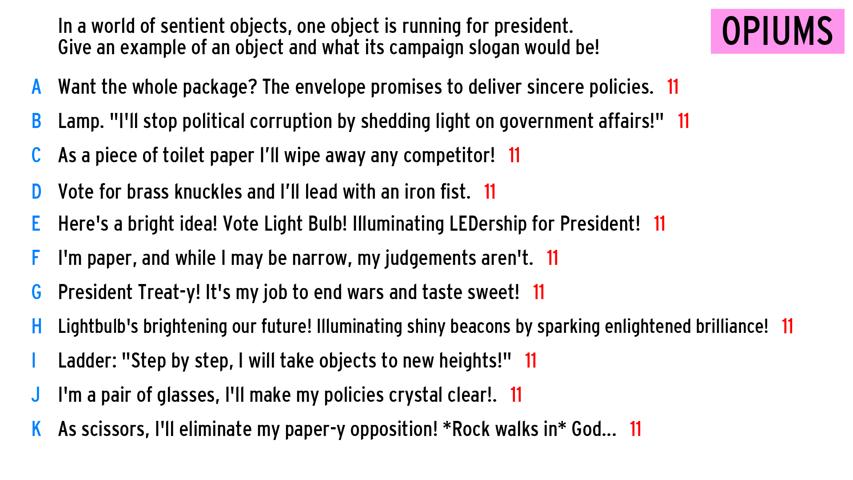 In a world of sentient objects, one object is running for president.
Give an example of an object and what its campaign slogan would be!
OPIUMS
A Want the whole package? The envelope promises to deliver sincere policies. 11
B Lamp. "I'll stop political corruption by shedding light on government affairs!" 11
C As a piece of toilet paper I’ll wipe away any competitor! 11
D Vote for brass knuckles and I’ll lead with an iron fist. 11
E Here's a bright idea! Vote Light Bulb! Illuminating LEDership for President! 11
F I'm paper, and while I may be narrow, my judgements aren't. 11
G President Treat-y! It's my job to end wars and taste sweet! 11
H Lightbulb's brightening our future! Illuminating shiny beacons by sparking enlightened brilliance! 11
I Ladder: "Step by step, I will take objects to new heights!" 11
J I'm a pair of glasses, I'll make my policies crystal clear!. 11
K As scissors, I'll eliminate my paper-y opposition! *Rock walks in* God... 11